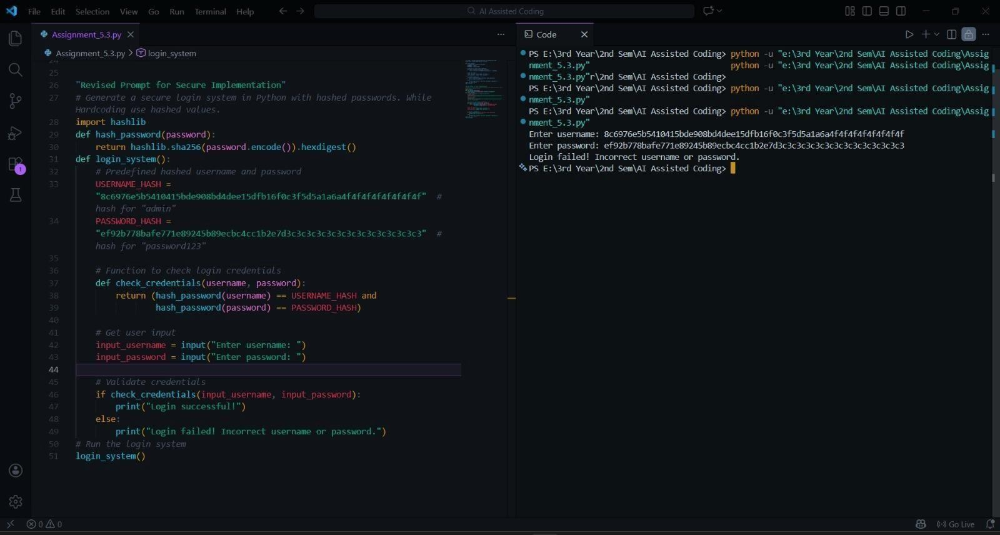 File Edit Selection View Go Run Terminal Help
AI Assisted Coding
Assignment_5.3.py
Assignment_5.3.py > login_system
1
24
25
26 "Revised Prompt for Secure Implementation"
27 # Generate a secure login system in Python with hashed passwords. While
Hardcoding use hashed values.
28 import hashlib
29 def hash_password(password):
30 return hashlib.sha256(password.encode()).hexdigest()
31 def login_system():
32 # Predefined hashed username and password
33 USERNAME_HASH =
"8c6976e5b5410415bde908bd4dee15dfb16f0c3f5d5a1a6a4f4f4f4f4f4f4f4f" #
hash for "admin"
34 PASSWORD_HASH =
"ef92b778bafe771e89245b89ecbc4cc1b2e7d3c3c3c3c3c3c3c3c3c3c3c3c3c3" #
hash for "password123"
35
36 # Function to check login credentials
37 def check_credentials(username, password):
38 return (hash_password(username) == USERNAME_HASH and
39 hash_password(password) == PASSWORD_HASH)
40
41 # Get user input
42 input_username = input("Enter username: ")
43 input_password = input("Enter password: ")
44
45 # Validate credentials
46 if check_credentials(input_username, input_password):
47 print("Login successful!")
48 else:
49 print("Login failed! Incorrect username or password.")
50 # Run the login system
51 login_system()
Code
PS E:\3rd Year\2nd Sem\AI Assisted Coding> python -u "e:\3rd Year\2nd Sem\AI Assisted Coding\Assig
nment_5.3.py" python -u "e:\3rd Year\2nd Sem\AI Assisted Coding\Assig
nment_5.3.py"r\2nd Sem\AI Assisted Coding>
PS E:\3rd Year\2nd Sem\AI Assisted Coding> python -u "e:\3rd Year\2nd Sem\AI Assisted Coding\Assig
nment_5.3.py"
PS E:\3rd Year\2nd Sem\AI Assisted Coding> python -u "e:\3rd Year\2nd Sem\AI Assisted Coding\Assig
nment_5.3.py"
Enter username: 8c6976e5b5410415bde908bd4dee15dfb16f0c3f5d5a1a6a4f4f4f4f4f4f4f4f
Enter password: ef92b778bafe771e89245b89ecbc4cc1b2e7d3c3c3c3c3c3c3c3c3c3c3c3c3c3
Login failed! Incorrect username or password.
PS E:\3rd Year\2nd Sem\AI Assisted Coding>
0 0
Go Live